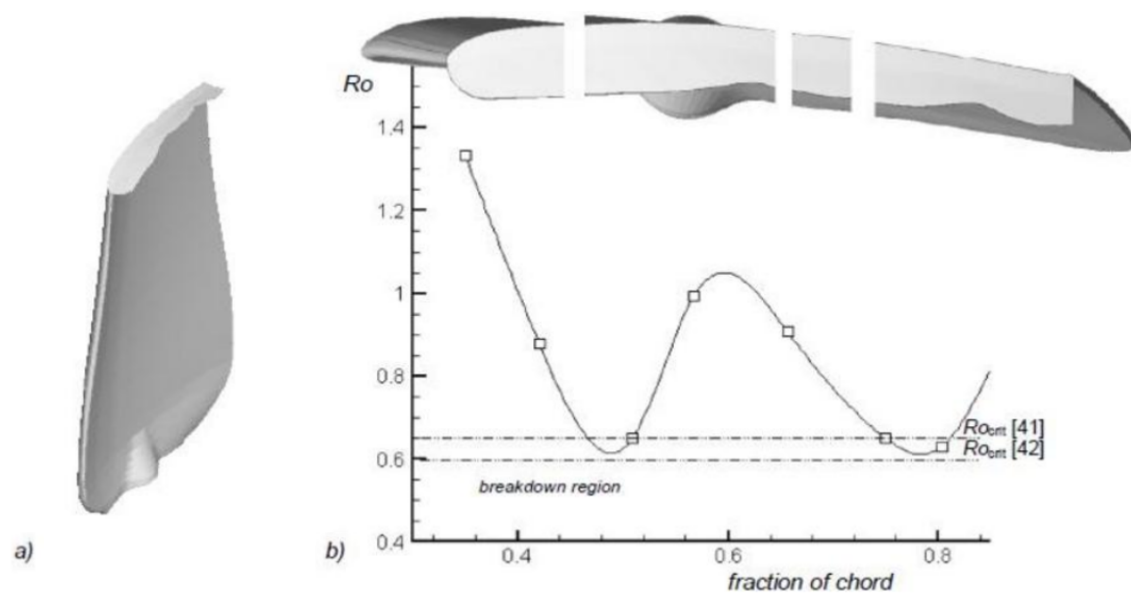 Ro
1.4
1.2
1
0.8
0.6
0.4
Ro_crit [41]
Ro_crit [42]
breakdown region
a)
b)
0.4
0.6
0.8
fraction of chord